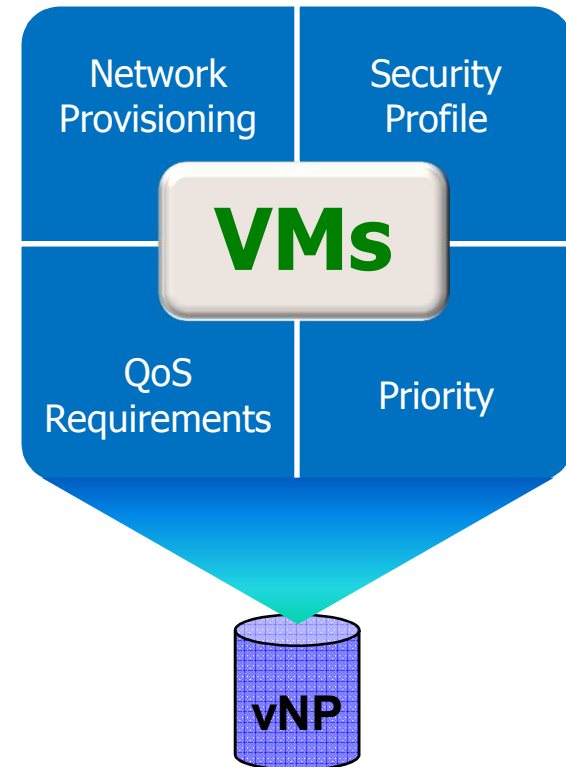 Network
Provisioning
Security
Profile
VMs
QoS
Requirements
Priority
vNP